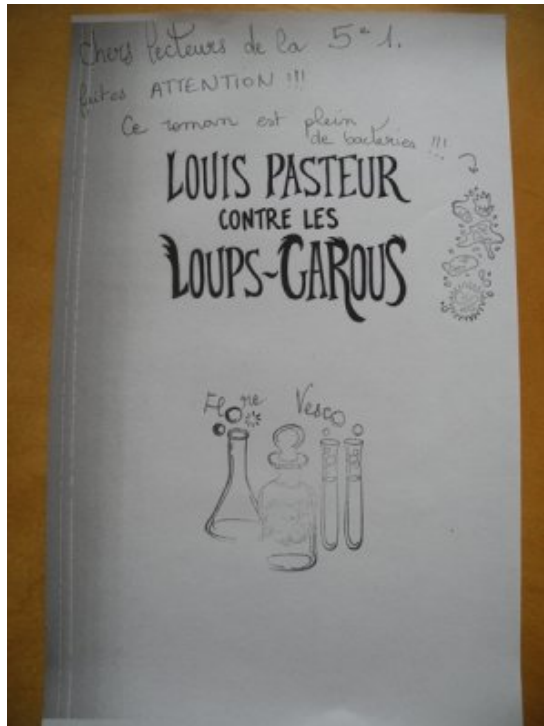 Chers lecteurs de la 5e 1.
faites ATTENTION !!!
Ce roman est plein
de bactéries !!!
LOUIS PASTEUR
CONTRE LES
LOUPS-GAROUS
Flore Vesco